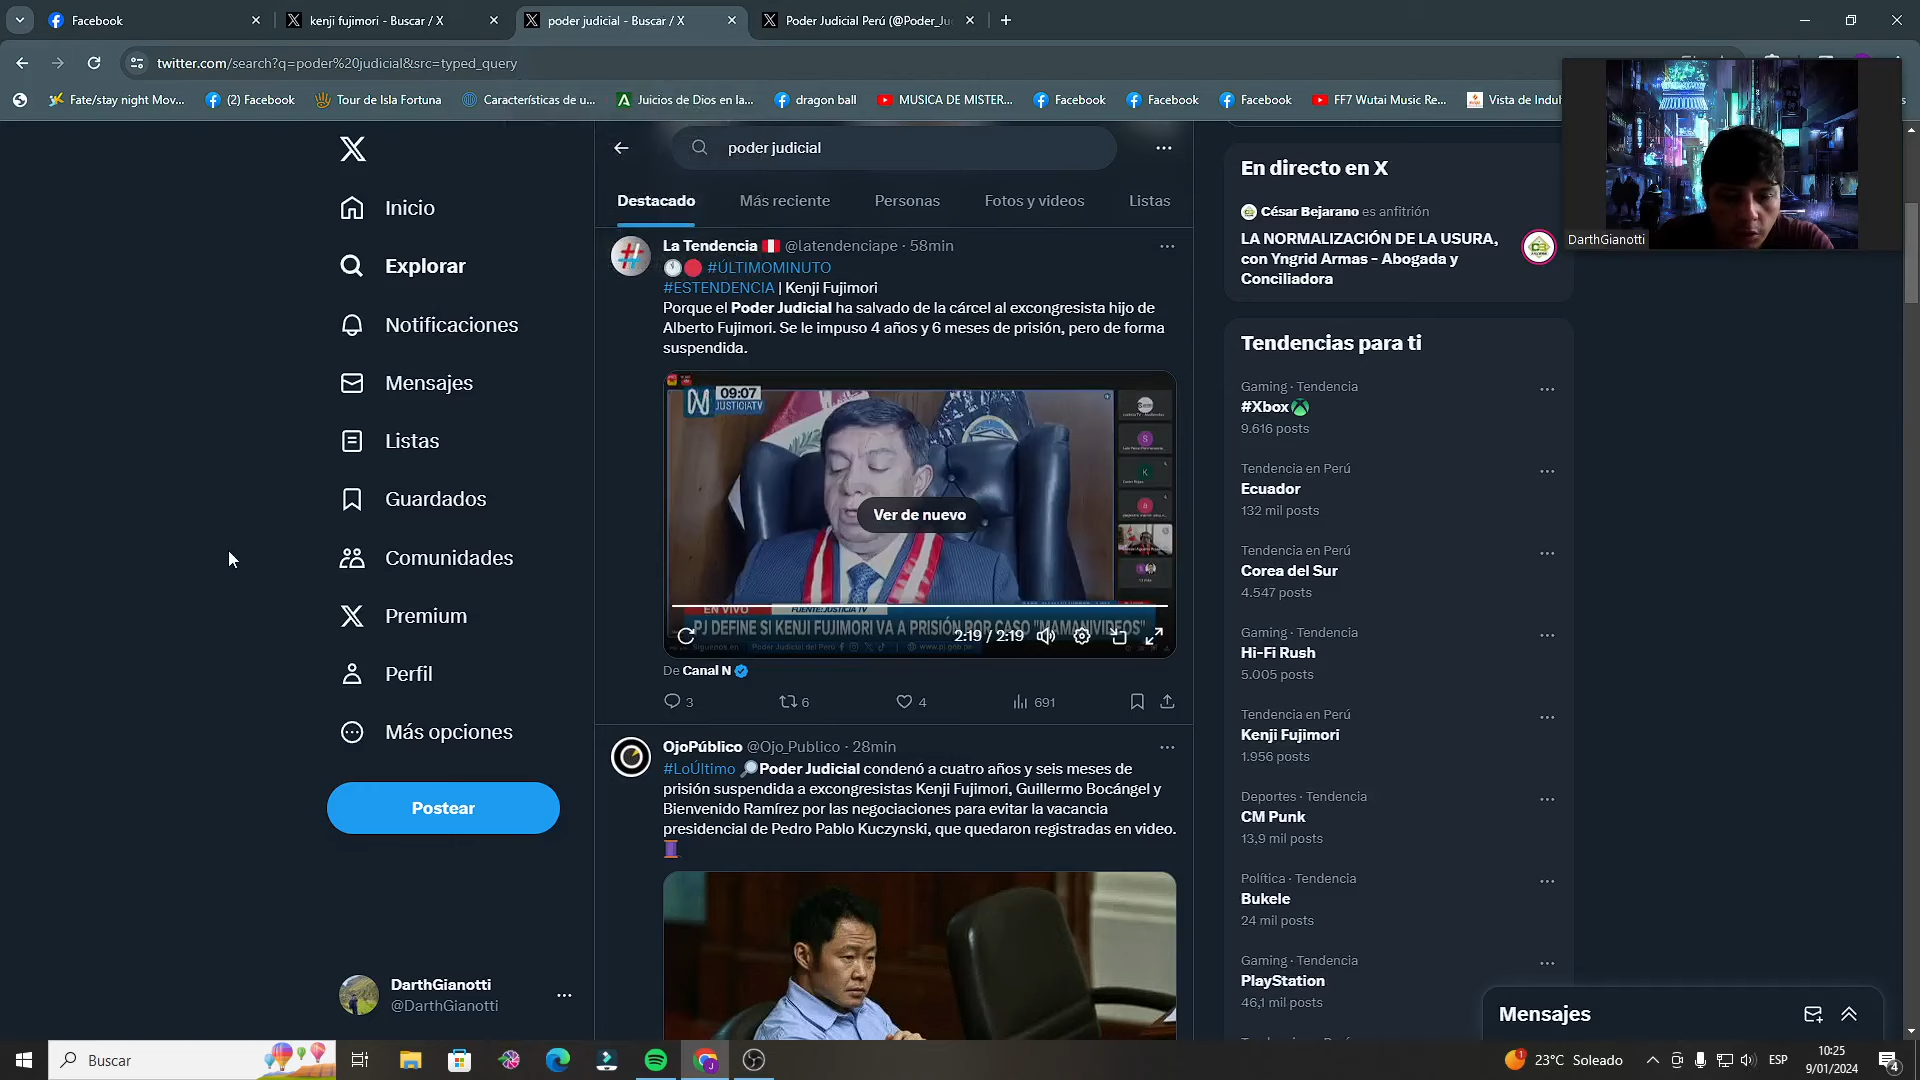 Facebook
kenji fujimori - Buscar / X
poder judicial - Buscar / X
Poder Judicial Perú (@Poder_Ju
twitter.com/search?q=poder%20judicial&src=typed_query
Fate/stay night Mov...
(2) Facebook
Tour de Isla Fortuna
Características de u...
Juicios de Dios en la...
dragon ball
MUSICA DE MISTER...
Facebook
Facebook
Facebook
FF7 Wutai Music Re...
Vista de Induł
DarthGianotti
Inicio
Explorar
Notificaciones
Mensajes
Listas
Guardados
Comunidades
Premium
Perfil
Más opciones
Postear
DarthGianotti
@DarthGianotti
poder judicial
Destacado
Más reciente
Personas
Fotos y videos
Listas
La Tendencia 🇵🇪 @latendenciape · 58min
🕚🔴 #ÚLTIMOMINUTO
#ESTENDENCIA | Kenji Fujimori
Porque el Poder Judicial ha salvado de la cárcel al excongresista hijo de
Alberto Fujimori. Se le impuso 4 años y 6 meses de prisión, pero de forma
suspendida.
N 09:07
JUSTICIATV
Ver de nuevo
EN VIVO
FUENTE:JUSTICIA TV
PJ DEFINE SI KENJI FUJIMORI VA A PRISIÓN POR CASO "MAMANIVIDEOS"
Síguenos en Poder Judicial del Perú
www.pj.gob.pe
2:19 / 2:19
De Canal N
3
6
4
691
OjoPúblico @Ojo_Publico · 28min
#LoÚltimo 🔎Poder Judicial condenó a cuatro años y seis meses de
prisión suspendida a excongresistas Kenji Fujimori, Guillermo Bocángel y
Bienvenido Ramírez por las negociaciones para evitar la vacancia
presidencial de Pedro Pablo Kuczynski, que quedaron registradas en video.
🧵
En directo en X
César Bejarano es anfitrión
LA NORMALIZACIÓN DE LA USURA,
con Yngrid Armas - Abogada y
Conciliadora
Tendencias para ti
Gaming · Tendencia
#Xbox
9.616 posts
Tendencia en Perú
Ecuador
132 mil posts
Tendencia en Perú
Corea del Sur
4.547 posts
Gaming · Tendencia
Hi-Fi Rush
5.005 posts
Tendencia en Perú
Kenji Fujimori
1.956 posts
Deportes · Tendencia
CM Punk
13,9 mil posts
Política · Tendencia
Bukele
24 mil posts
Gaming · Tendencia
PlayStation
46,1 mil posts
Mensajes
Buscar
23°C Soleado
ESP
10:25
9/01/2024
4